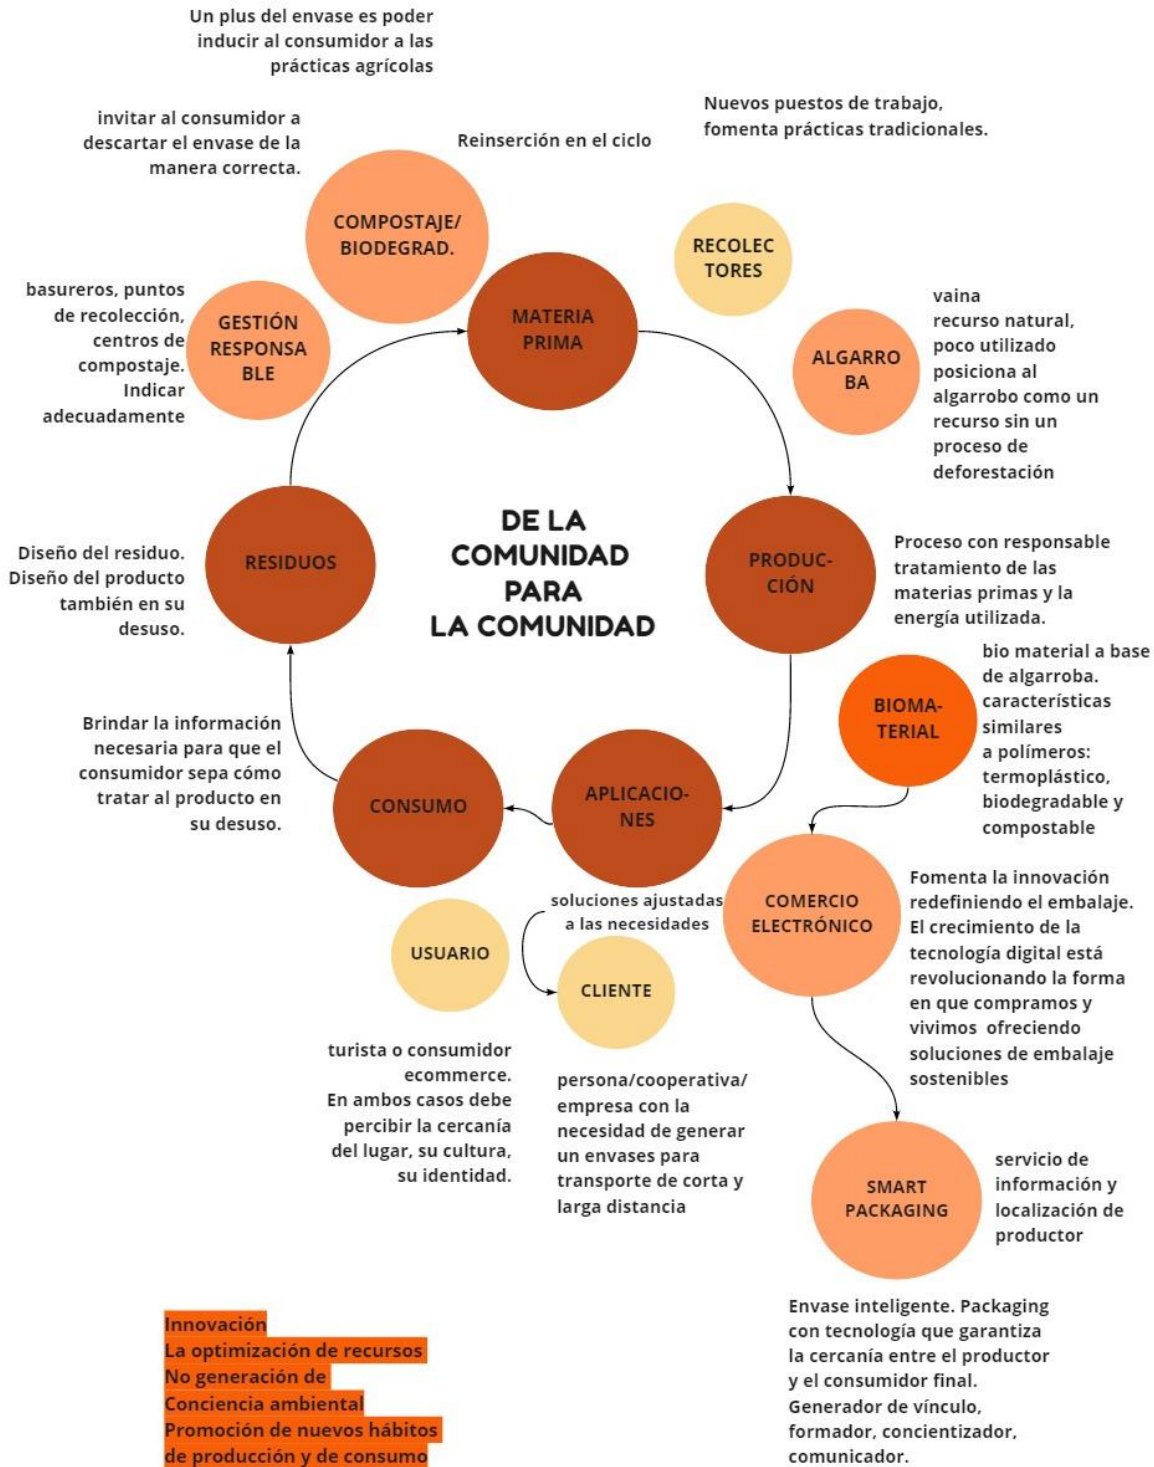 Un plus del envase es poder
inducir al consumidor a las
prácticas agrícolas
invitar al consumidor a
descartar el envase de la
manera correcta.
Reinserción en el ciclo
Nuevos puestos de trabajo,
fomenta prácticas tradicionales.
COMPOSTAJE/
BIODEGRAD.
RECOLEC
TORES
basureros, puntos
de recolección,
centros de
compostaje.
Indicar
adecuadamente
GESTIÓN
RESPONSA
BLE
MATERIA
PRIMA
ALGARRO
BA
vaina
recurso natural,
poco utilizado
posiciona al
algarrobo como un
recurso sin un
proceso de
deforestación
DE LA
COMUNIDAD
PARA
LA COMUNIDAD
Diseño del residuo.
Diseño del producto
también en su
desuso.
RESIDUOS
PRODUC-
CIÓN
Proceso con responsable
tratamiento de las
materias primas y la
energía utilizada.
BIOMA-
TERIAL
bio material a base
de algarroba.
características
similares
a polímeros:
termoplástico,
biodegradable y
compostable
Brindar la información
necesaria para que el
consumidor sepa cómo
tratar al producto en
su desuso.
CONSUMO
APLICACIO-
NES
COMERCIO
ELECTRÓNICO
Fomenta la innovación
redefiniendo el embalaje.
El crecimiento de la
tecnología digital está
revolucionando la forma
en que compramos y
vivimos ofreciendo
soluciones de embalaje
sostenibles
soluciones ajustadas
a las necesidades
USUARIO
CLIENTE
turista o consumidor
ecommerce.
En ambos casos debe
percibir la cercanía
del lugar, su cultura,
su identidad.
persona/cooperativa/
empresa con la
necesidad de generar
un envases para
transporte de corta y
larga distancia
SMART
PACKAGING
servicio de
información y
localización de
productor
Envase inteligente. Packaging
con tecnología que garantiza
la cercanía entre el productor
y el consumidor final.
Generador de vínculo,
formador, concientizador,
comunicador.
Innovación
La optimización de recursos
No generación de
Conciencia ambiental
Promoción de nuevos hábitos
de producción y de consumo